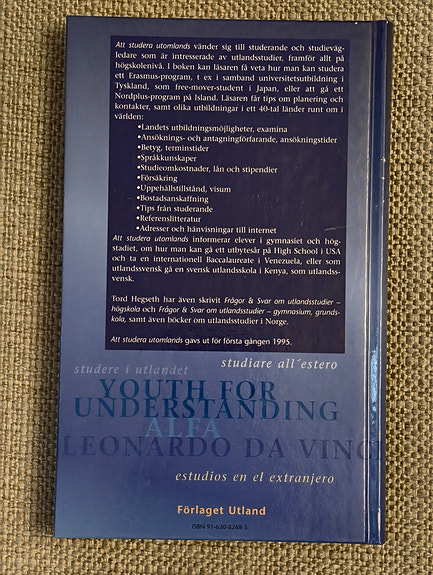 Att studera utomlands vänder sig till studerande och studieväg-
ledare som är intresserade av utlandsstudier, framför allt på
högskolenivå. I boken kan läsaren få veta hur man kan studera
ett Erasmus-program, t ex i samband universitetsutbildning i
Tyskland, som free-mover-student i Japan, eller att gå ett
Nordplus-program på Island. Läsaren får tips om planering och
kontakter, samt olika utbildningar i ett 40-tal länder runt om i
världen:
•Landets utbildningsmöjligheter, examina
•Ansöknings- och antagningförfarande, ansökningstider
•Betyg, terminstider
•Språkkunskaper
•Studieomkostnader, lån och stipendier
•Försäkring
•Uppehållstillstånd, visum
•Bostadsanskaffning
•Tips från studerande
•Referenslitteratur
•Adresser och hänvisningar till internet
Att studera utomlands informerar elever i gymnasiet och hög-
stadiet, om hur man kan gå ett utbytesår på High School i USA
och ta en internationell Baccalaureate i Venezuela, eller som
utlandssvensk gå en svensk utlandsskola i Kenya, som utlands-
svensk.
Tord Hegseth har även skrivit Frågor & Svar om utlandsstudier –
högskola och Frågor & Svar om utlandsstudier – gymnasium, grunds-
kola, samt även böcker om utlandsstudier i Norge.
Att studera utomlands gavs ut för första gången 1995.
studiare all´estero
studere i utlandet
YOUTH FOR
UNDERSTANDING
ALFA
LEONARDO DA VINC
estudios en el extranjero
Förlaget Utland
ISBN 91-630-8268-3